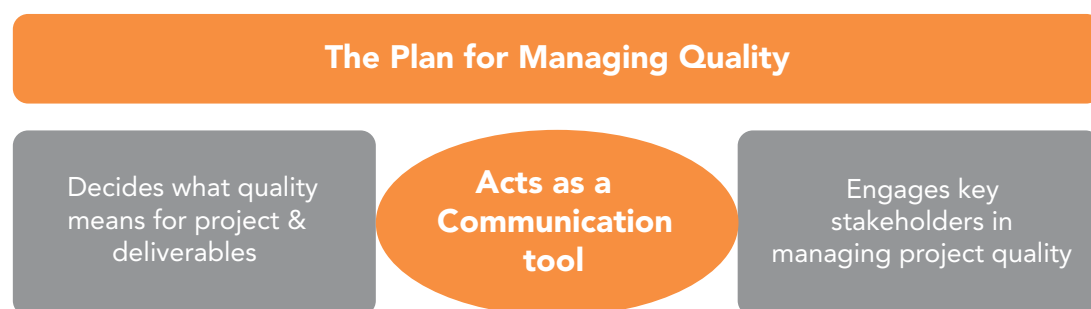 The Plan for Managing Quality
Decides what quality
means for project &
deliverables
Acts as a
Communication
tool
Engages key
stakeholders in
managing project quality